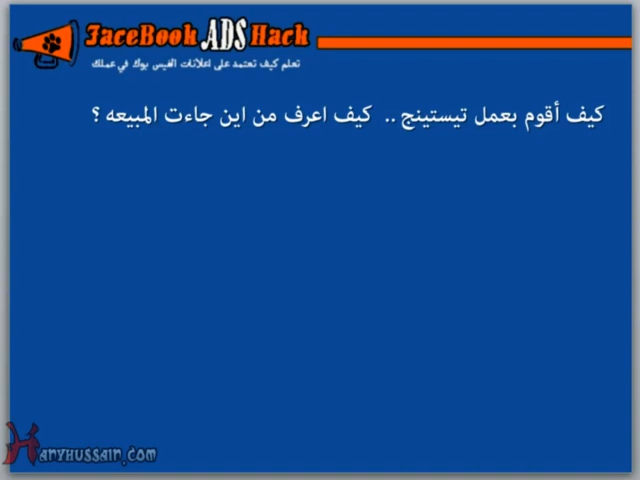 FaceBook ADS Hack
تعلم كيف تعتمد على اعلانات الفيس بوك في عملك
كيف أقوم بعمل تيستينج .. كيف اعرف من اين جاءت المبيعه ؟
HANYHUSSAIN.COM